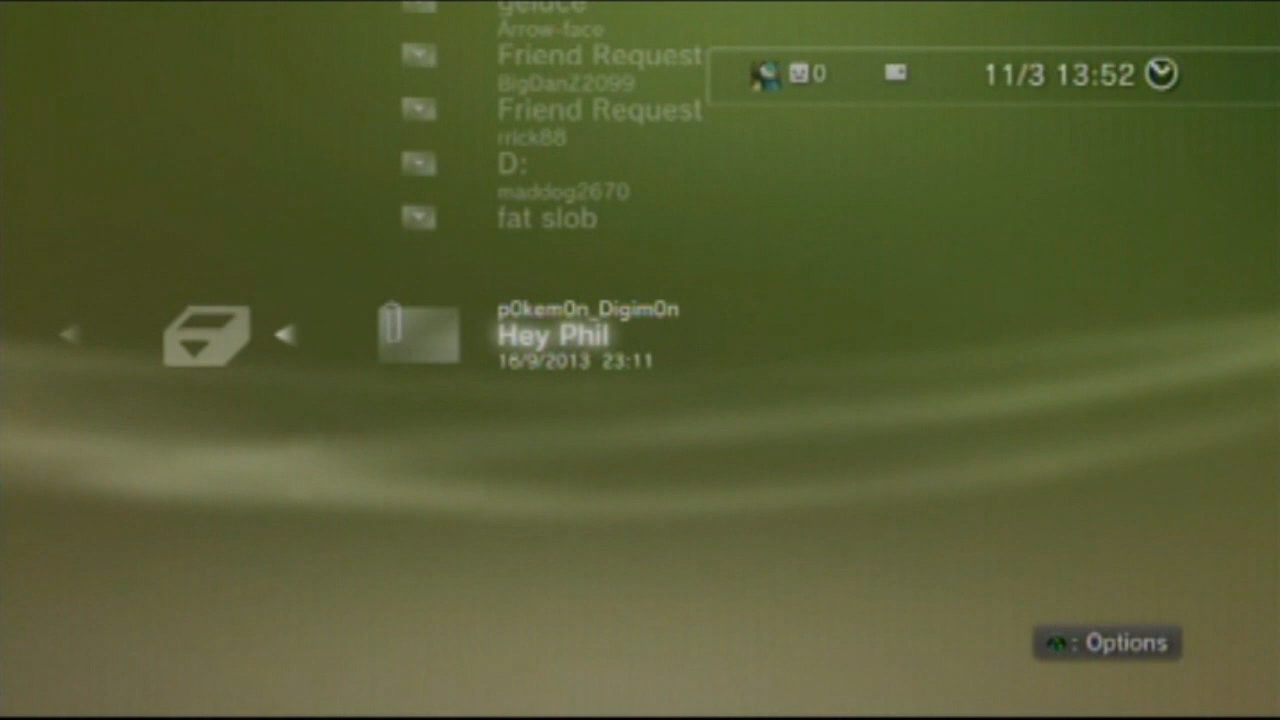 geluce
Arrow-face
Friend Request
BigDanZ2099
Friend Request
rrick88
D:
maddog2670
fat slob
0
11/3 13:52
p0kem0n_Digim0n
Hey Phil
16/9/2013 23:11
: Options